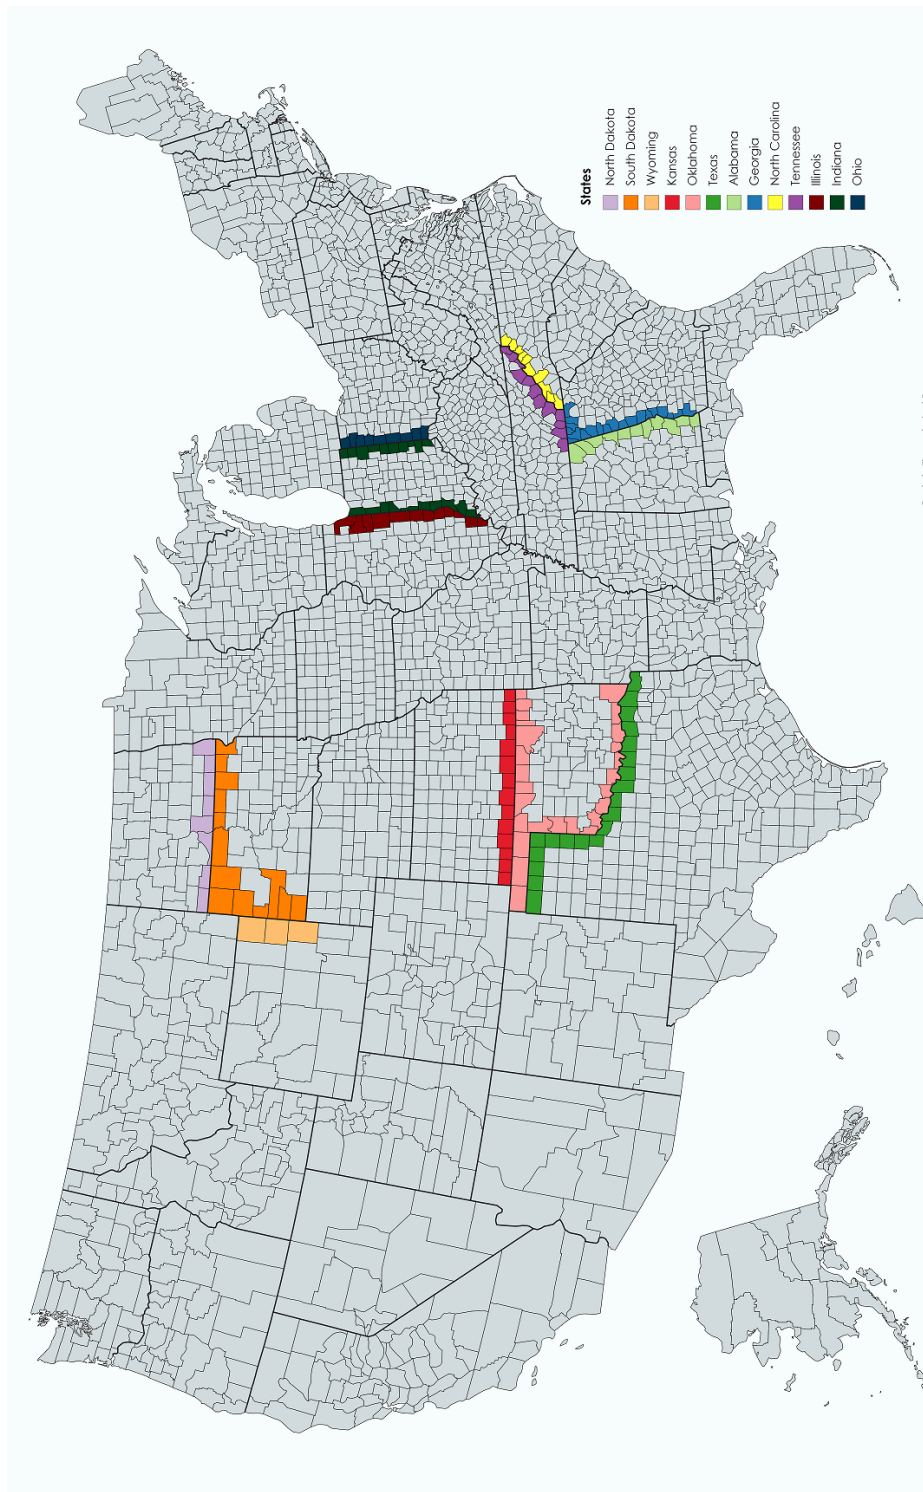 States
North Dakota
South Dakota
Wyoming
Kansas
Oklahoma
Texas
Alabama
Georgia
North Carolina
Tennessee
Illinois
Indiana
Ohio